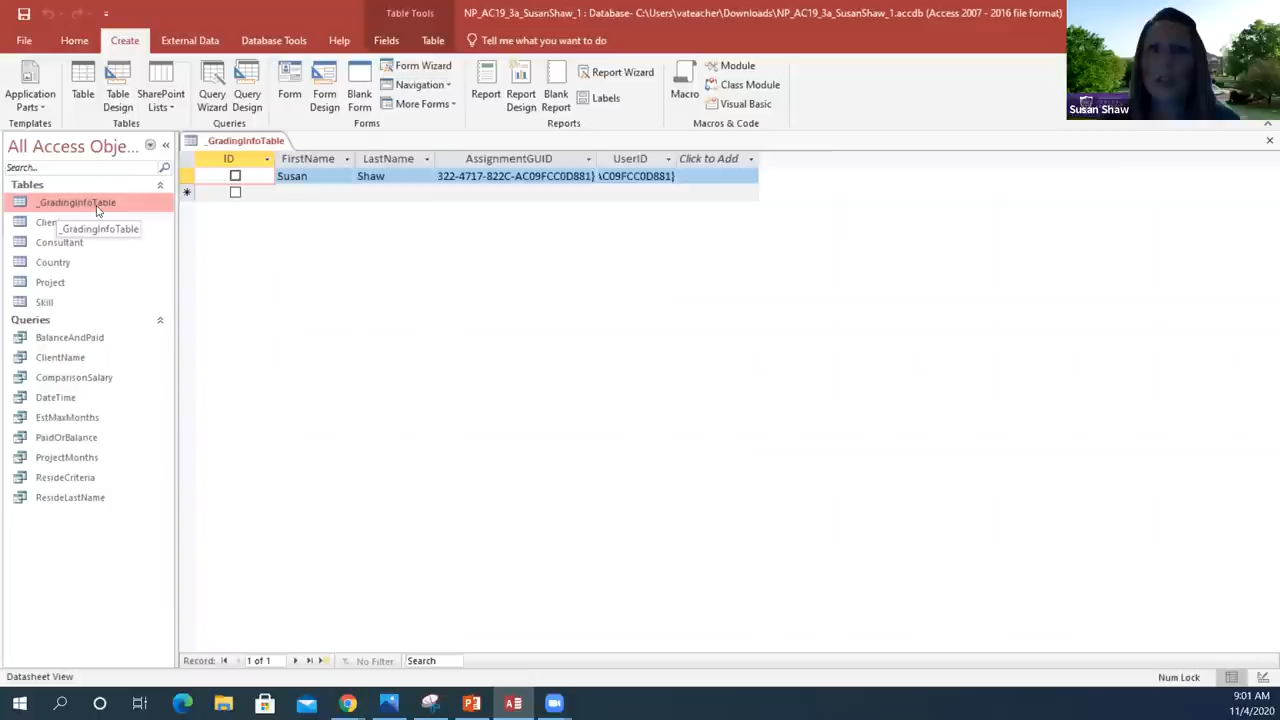 Table Tools
NP_AC19_3a_SusanShaw_1 : Database- C:\Users\vateacher\Downloads\NP_AC19_3a_SusanShaw_1.accdb (Access 2007 - 2016 file format)
File Home Create External Data Database Tools Help Fields Table Tell me what you want to do
Application Parts
Table
Table Design
SharePoint Lists
Query Wizard
Query Design
Form
Form Design
Blank Form
Form Wizard
Navigation
More Forms
Report
Report Design
Blank Report
Report Wizard
Labels
Macro
Module
Class Module
Visual Basic
Templates Tables Queries Forms Reports Macros & Code
Susan Shaw
All Access Obje...
Search...
Tables
_GradingInfoTable
Clien
_GradingInfoTable
Consultant
Country
Project
Skill
Queries
BalanceAndPaid
ClientName
ComparisonSalary
DateTime
EstMaxMonths
PaidOrBalance
ProjectMonths
ResideCriteria
ResideLastName
_GradingInfoTable
ID FirstName LastName AssignmentGUID UserID Click to Add
Susan Shaw 322-4717-822C-AC09FCC0D881} \C09FCC0D881}
Record: 1 of 1 No Filter Search
Datasheet View
Num Lock
9:01 AM
11/4/2020